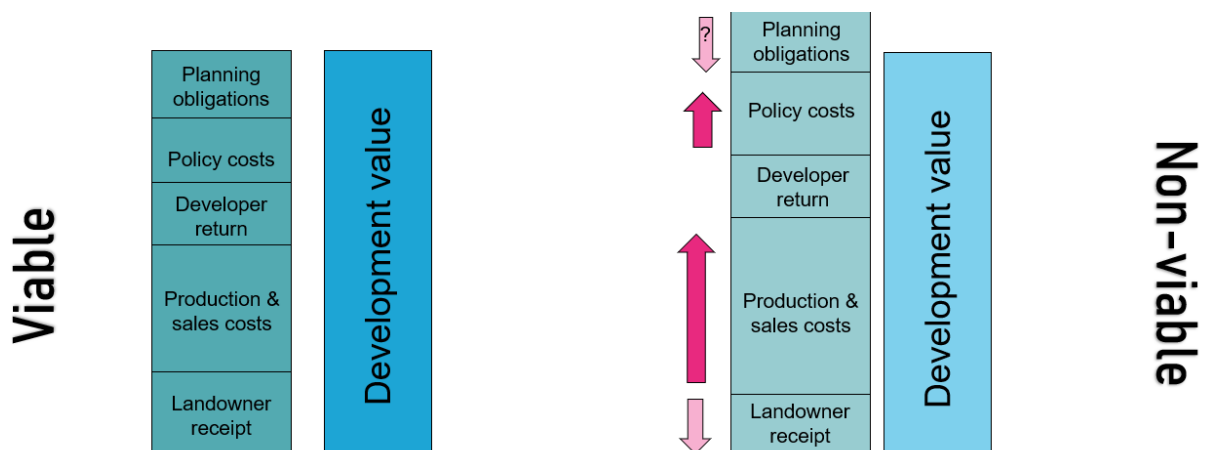 Viable
Planning
obligations
Policy costs
Developer
return
Production &
sales costs
Landowner
receipt
Development value
?
Planning
obligations
Policy costs
Developer
return
Production &
sales costs
Landowner
receipt
Development value
Non-viable